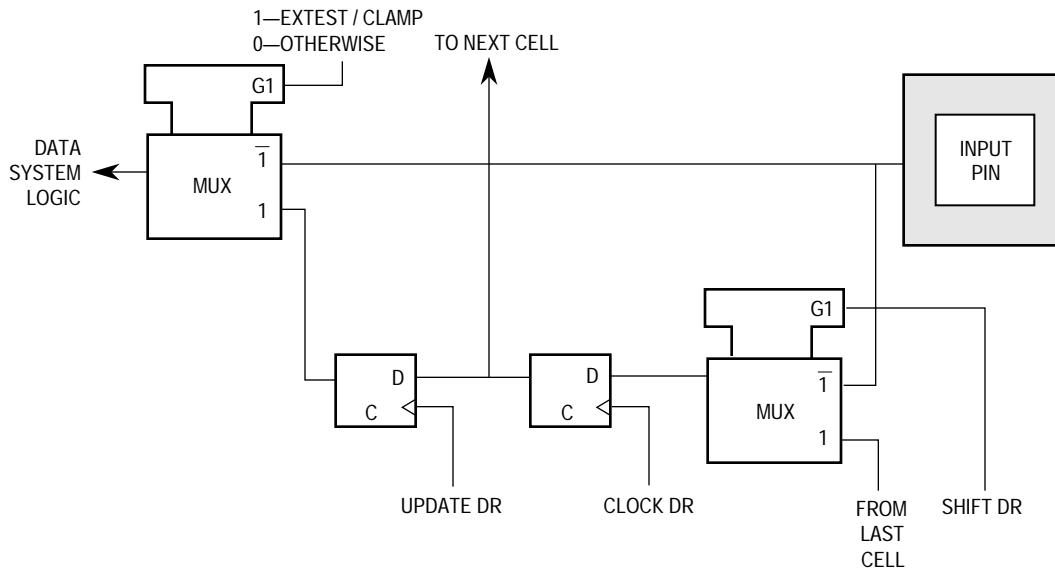 1—EXTEST / CLAMP
0—OTHERWISE
TO NEXT CELL
G1
DATA
SYSTEM
LOGIC
MUX
1
1
INPUT
PIN
G1
D
C
D
C
MUX
1
1
UPDATE DR
CLOCK DR
FROM
LAST
CELL
SHIFT DR